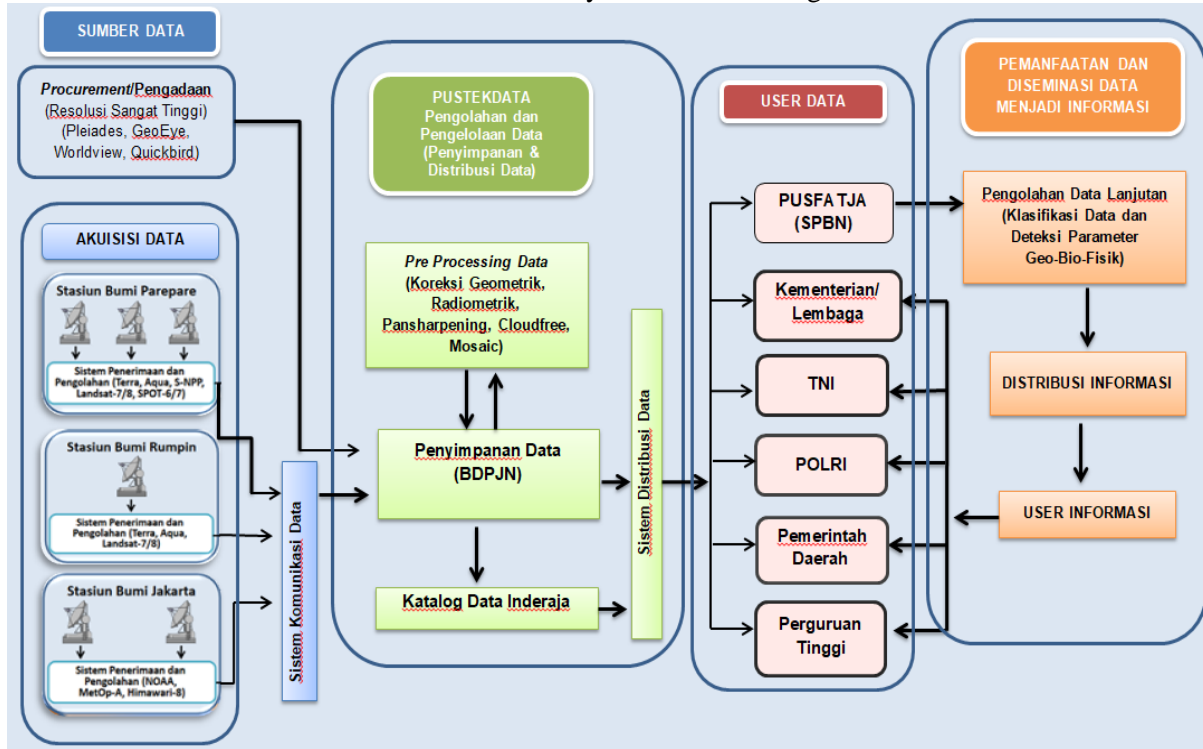 SUMBER DATA
Procurement/Pengadaan
(Resolusi Sangat Tinggi)
(Pleiades, GeoEye,
Worldview, Quickbird)
AKUISISI DATA
Stasiun Bumi Parepare
Sistem Penerimaan dan
Pengolahan (Terra, Aqua, S-NPP,
Landsat-7/8, SPOT-6/7)
Stasiun Bumi Rumpin
Sistem Penerimaan dan
Pengolahan (Terra, Aqua,
Landsat-7/8)
Stasiun Bumi Jakarta
Sistem Penerimaan dan
Pengolahan (NOAA,
MetOp-A, Himawari-8)
Sistem Komunikasi Data
PUSTEKDATA
Pengolahan dan
Pengelolaan Data
(Penyimpanan &
Distribusi Data)
Pre Processing Data
(Koreksi Geometrik,
Radiometrik,
Pansharpening, Cloudfree,
Mosaic)
Penyimpanan Data
(BDPJN)
Katalog Data Inderaja
Sistem Distribusi Data
USER DATA
PUSFATJA
(SPBN)
Kementerian/
Lembaga
TNI
POLRI
Pemerintah
Daerah
Perguruan
Tinggi
PEMANFAATAN DAN
DISEMINASI DATA
MENJADI INFORMASI
Pengolahan Data Lanjutan
(Klasifikasi Data dan
Deteksi Parameter
Geo-Bio-Fisik)
DISTRIBUSI INFORMASI
USER INFORMASI